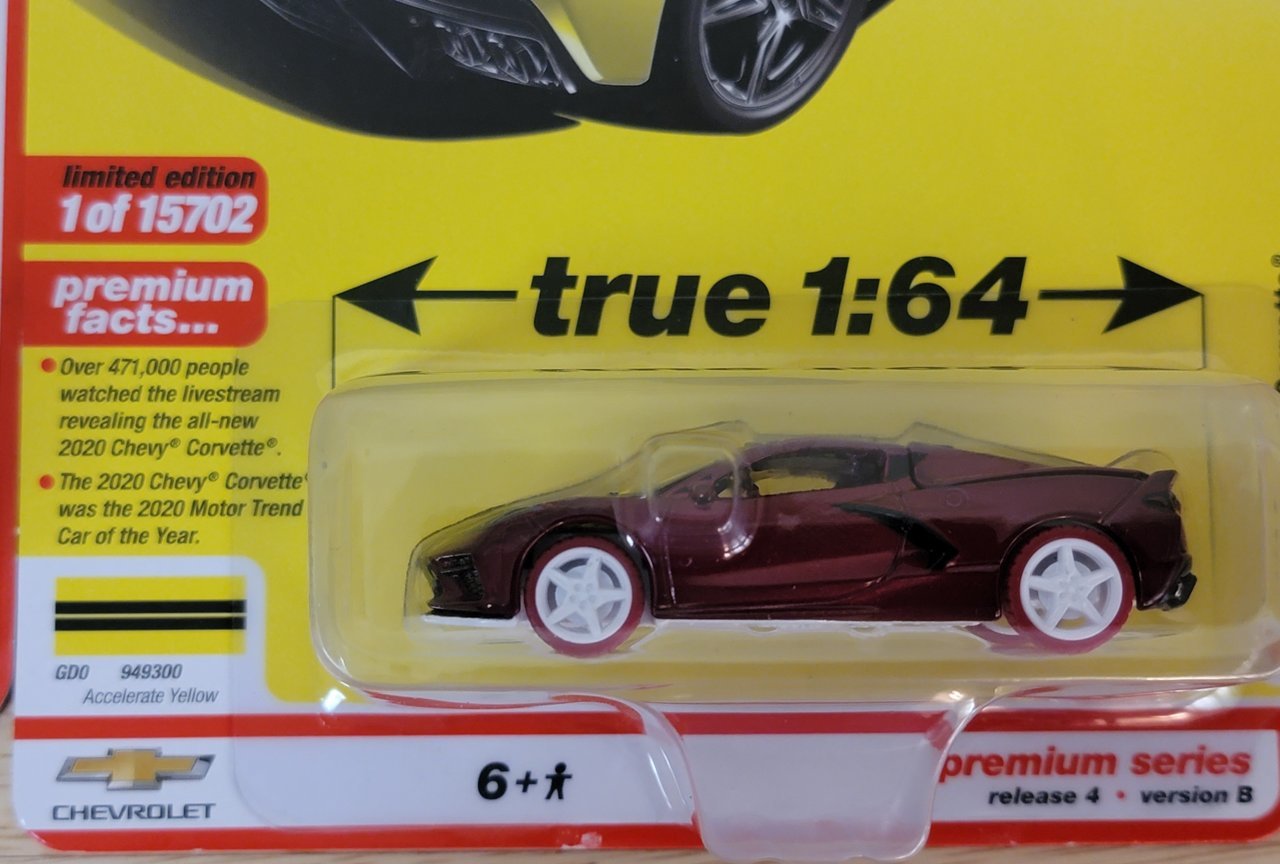 limited edition
1 of 15702
premium
facts...
• Over 471,000 people
watched the livestream
revealing the all-new
2020 Chevy® Corvette®.
• The 2020 Chevy® Corvette®
was the 2020 Motor Trend
Car of the Year.
true 1:64
GD0 949300
Accelerate Yellow
CHEVROLET
6+
premium series
release 4 • version B